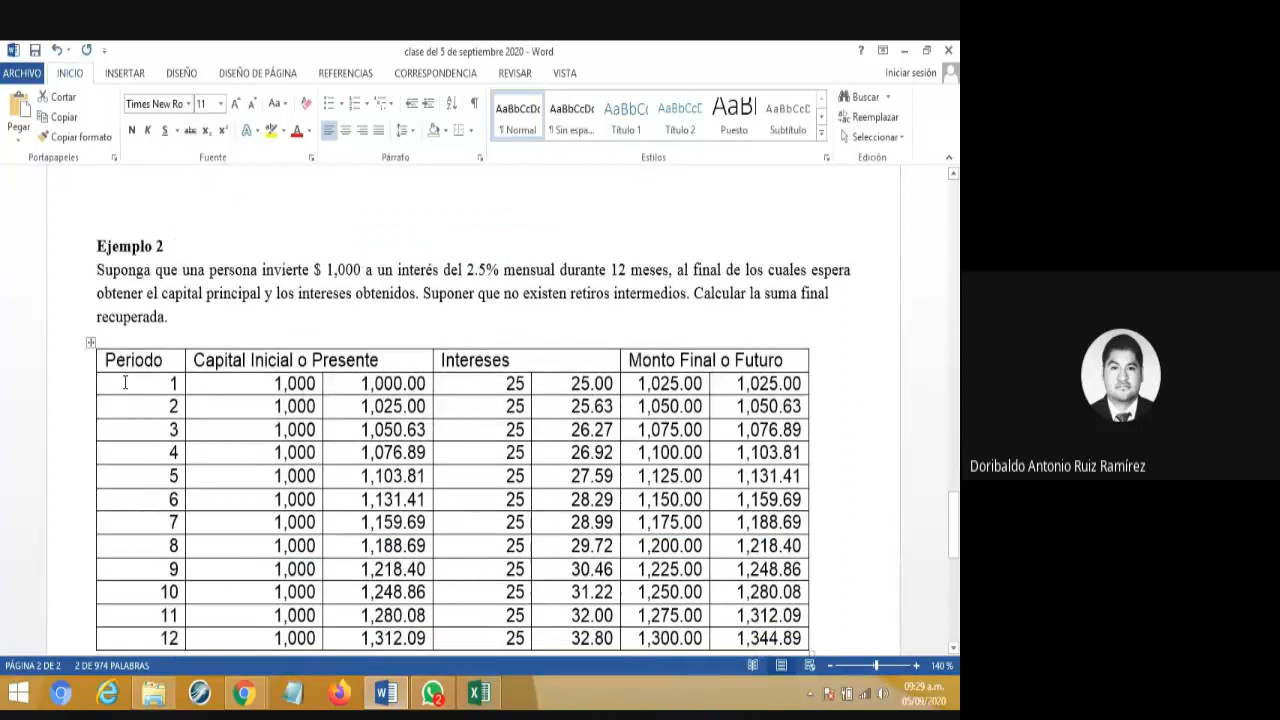 clase del 5 de septiembre 2020 - Word
ARCHIVO INICIO INSERTAR DISEÑO DISEÑO DE PÁGINA REFERENCIAS CORRESPONDENCIA REVISAR VISTA Iniciar sesión
Pegar
Cortar
Copiar
Copiar formato
Portapapeles
Times New Ro 11
N K S abc x₂ x²
Fuente
Párrafo
AaBbCcDc AaBbCcDc AaBbC( AaBbCcC AaBl AaBbCcC
¶ Normal ¶ Sin espa... Título 1 Título 2 Puesto Subtítulo
Estilos
Buscar
Reemplazar
Seleccionar
Edición
Ejemplo 2
Suponga que una persona invierte $ 1,000 a un interés del 2.5% mensual durante 12 meses, al final de los cuales espera
obtener el capital principal y los intereses obtenidos. Suponer que no existen retiros intermedios. Calcular la suma final
recuperada.
Periodo Capital Inicial o Presente Intereses Monto Final o Futuro
1 1,000 1,000.00 25 25.00 1,025.00 1,025.00
2 1,000 1,025.00 25 25.63 1,050.00 1,050.63
3 1,000 1,050.63 25 26.27 1,075.00 1,076.89
4 1,000 1,076.89 25 26.92 1,100.00 1,103.81
5 1,000 1,103.81 25 27.59 1,125.00 1,131.41
6 1,000 1,131.41 25 28.29 1,150.00 1,159.69
7 1,000 1,159.69 25 28.99 1,175.00 1,188.69
8 1,000 1,188.69 25 29.72 1,200.00 1,218.40
9 1,000 1,218.40 25 30.46 1,225.00 1,248.86
10 1,000 1,248.86 25 31.22 1,250.00 1,280.08
11 1,000 1,280.08 25 32.00 1,275.00 1,312.09
12 1,000 1,312.09 25 32.80 1,300.00 1,344.89
PÁGINA 2 DE 2 2 DE 974 PALABRAS 140 %
09:29 a.m.
05/09/2020
Doribaldo Antonio Ruiz Ramírez